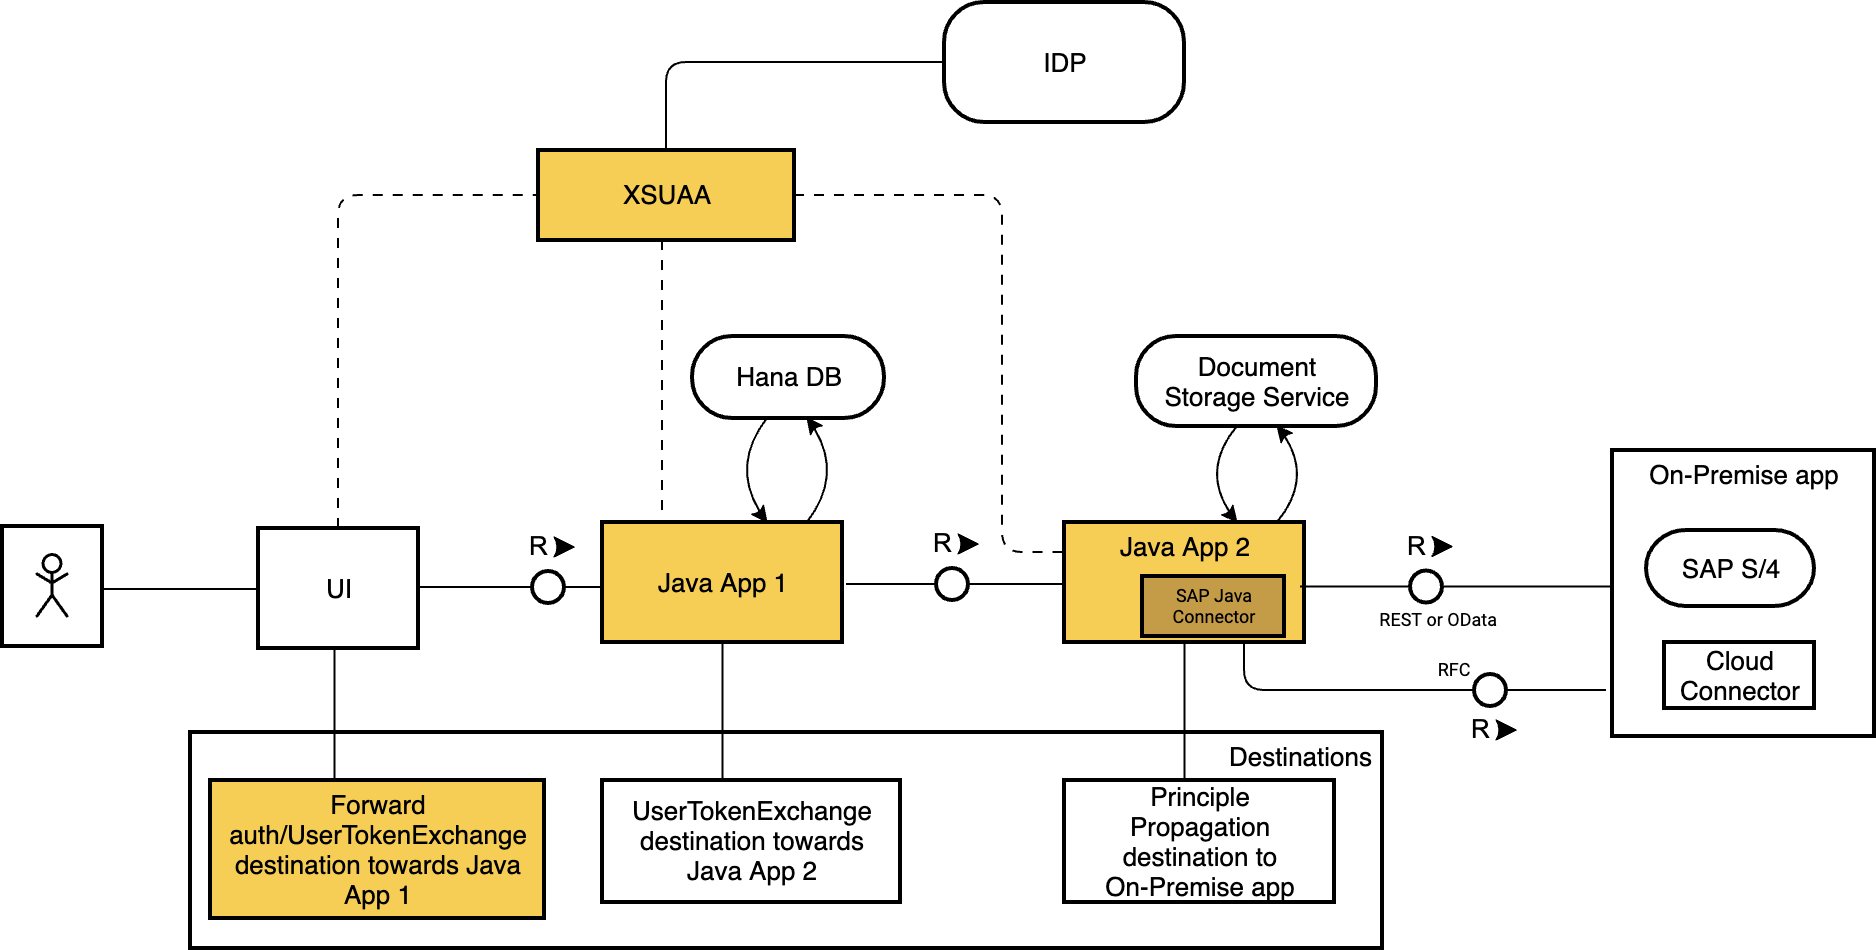 IDP
XSUAA
Hana DB
Document
Storage Service
On-Premise app
R
R
Java App 2
R
SAP S/4
UI
Java App 1
SAP Java
Connector
REST or OData
RFC
Cloud
Connector
R
Destinations
Forward
auth/UserTokenExchange
destination towards Java
App 1
UserTokenExchange
destination towards
Java App 2
Principle
Propagation
destination to
On-Premise app